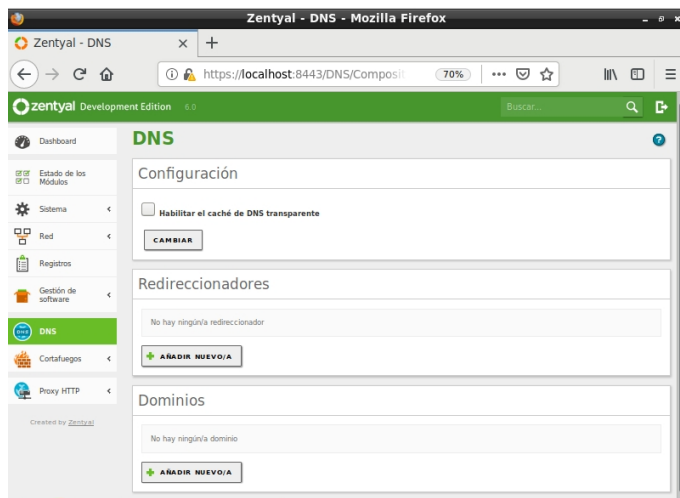 Zentyal - DNS - Mozilla Firefox
Zentyal - DNS
https://localhost:8443/DNS/Composit
70%
zentyal Development Edition 6.0
Buscar...
Dashboard
Estado de los
Módulos
Sistema
Red
Registros
Gestión de
software
DNS
Cortafuegos
Proxy HTTP
Created by Zentyal
DNS
Configuración
Habilitar el caché de DNS transparente
CAMBIAR
Redireccionadores
No hay ningún/a redireccionador
AÑADIR NUEVO/A
Dominios
No hay ningún/a dominio
AÑADIR NUEVO/A